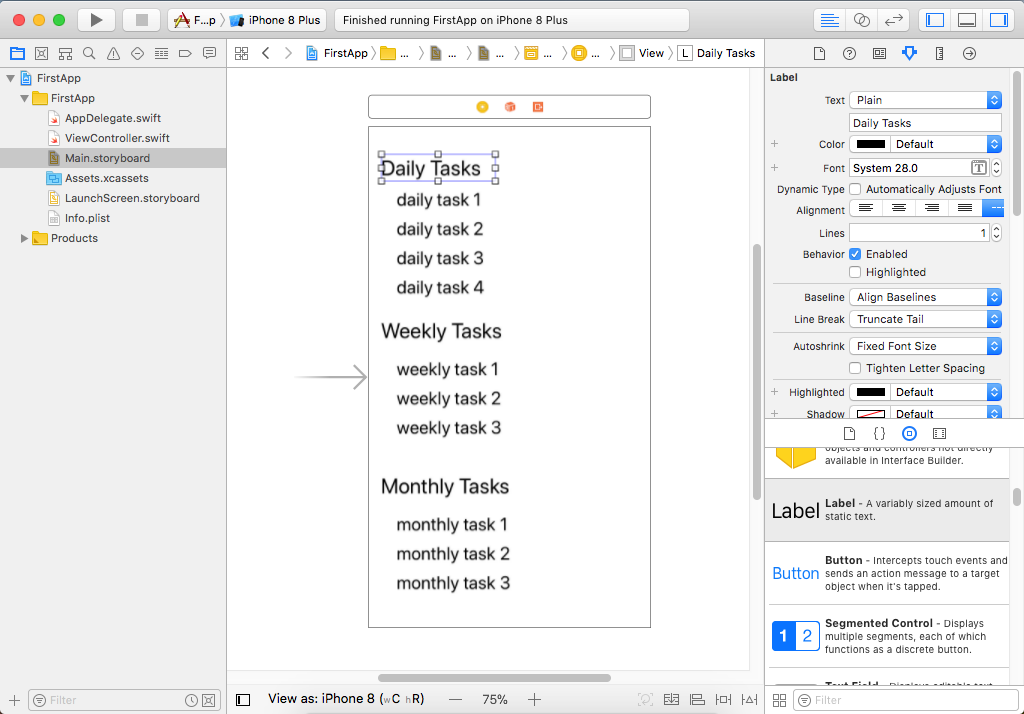 F...p
iPhone 8 Plus
Finished running FirstApp on iPhone 8 Plus
FirstApp
...
...
...
...
...
View
L
Daily Tasks
FirstApp
FirstApp
AppDelegate.swift
ViewController.swift
Main.storyboard
Assets.xcassets
LaunchScreen.storyboard
Info.plist
Products
Filter
Daily Tasks
daily task 1
daily task 2
daily task 3
daily task 4
Weekly Tasks
weekly task 1
weekly task 2
weekly task 3
Monthly Tasks
monthly task 1
monthly task 2
monthly task 3
View as: iPhone 8 (wC hR)
75%
Label
Text Plain
Daily Tasks
Color Default
Font System 28.0 T
Dynamic Type Automatically Adjusts Font
Alignment
Lines 1
Behavior Enabled
Highlighted
Baseline Align Baselines
Line Break Truncate Tail
Autoshrink Fixed Font Size
Tighten Letter Spacing
Highlighted Default
Shadow Default
{}
objects and controllers not directly
available in Interface Builder.
Label
Label - A variably sized amount of
static text.
Button
Button - Intercepts touch events and
sends an action message to a target
object when it's tapped.
1 2
Segmented Control - Displays
multiple segments, each of which
functions as a discrete button.
Text Field - Displays editable text
Filter